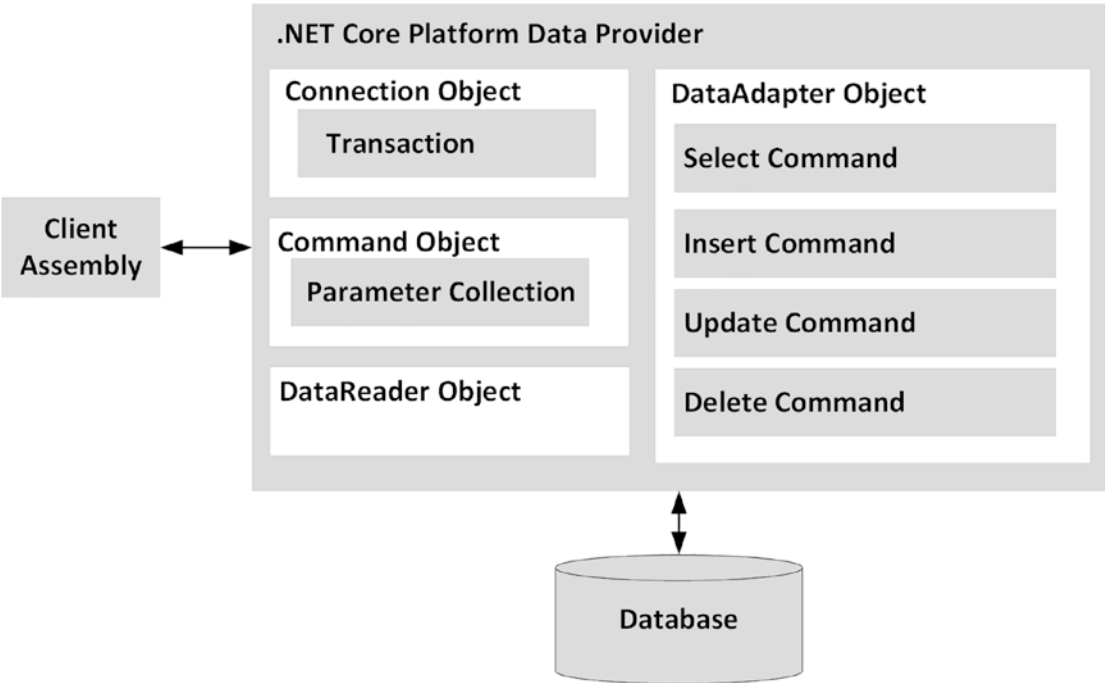 .NET Core Platform Data Provider
Connection Object
Transaction
Command Object
Parameter Collection
DataReader Object
DataAdapter Object
Select Command
Insert Command
Update Command
Delete Command
Client
Assembly
Database